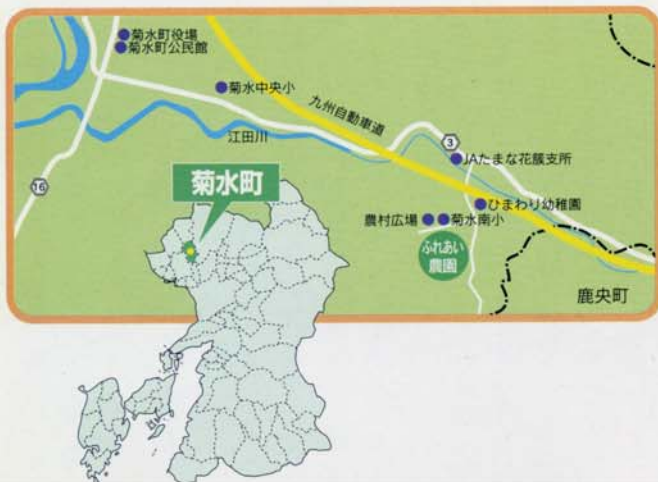 菊水町役場
菊水町公民館
菊水中央小
九州自動車道
江田川
3
JAたまな花簇支所
16
菊水町
ひまわり幼稚園
農村広場
菊水南小
ふれあい
農園
鹿央町